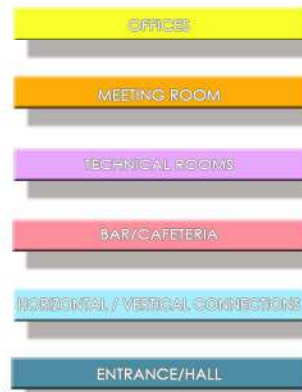 OFFICES
MEETING ROOM
TECHNICAL ROOMS
BAR/CAFETERIA
HORIZONTAL / VERTICAL CONNECTIONS
ENTRANCE/HALL